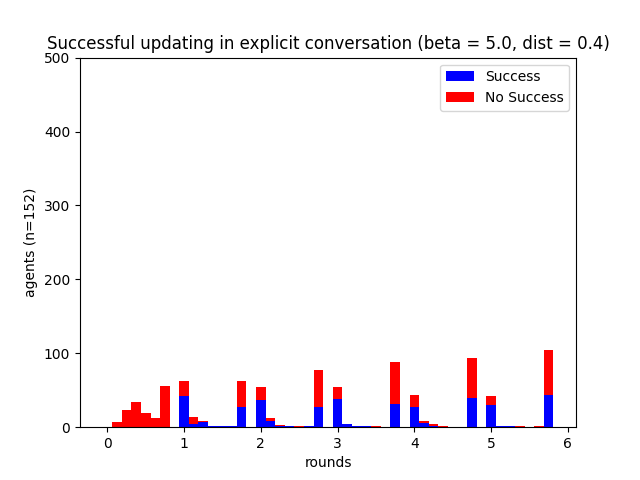 Successful updating in explicit conversation (beta = 5.0, dist = 0.4)
Success
No Success
500
400
300
200
100
0
agents (n=152)
0 1 2 3 4 5 6
rounds